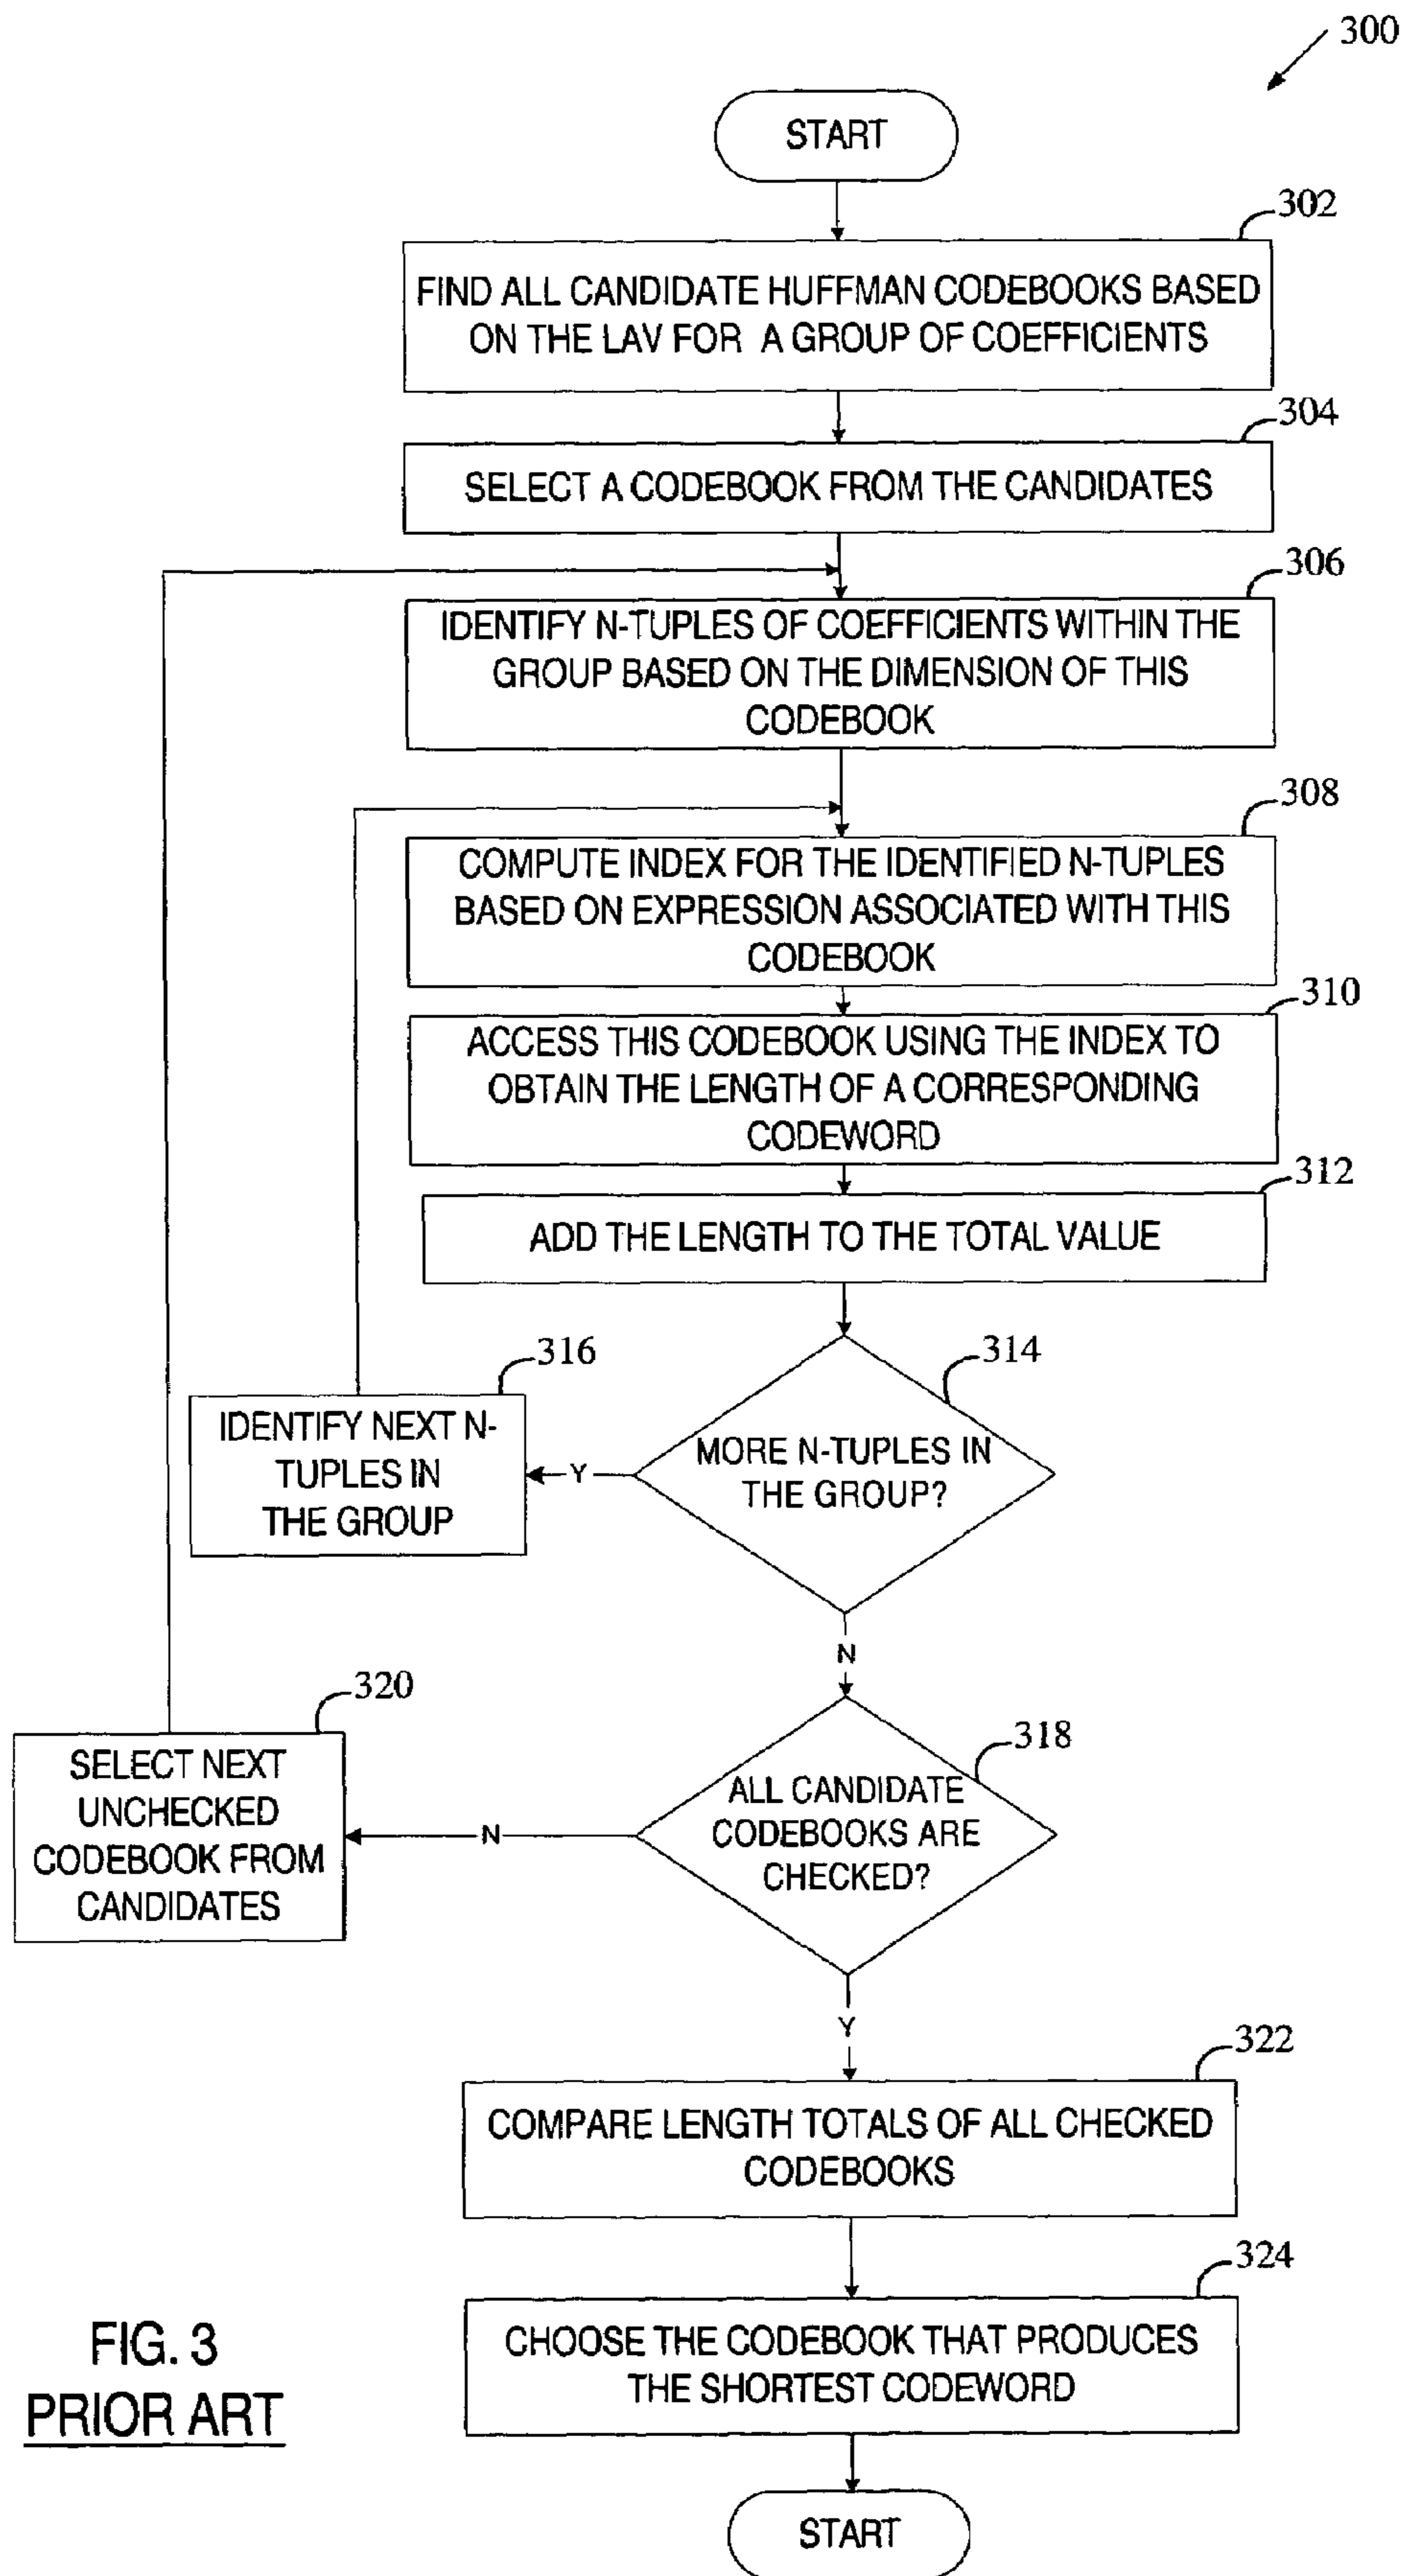 300
START
302
FIND ALL CANDIDATE HUFFMAN CODEBOOKS BASED
ON THE LAV FOR A GROUP OF COEFFICIENTS
304
SELECT A CODEBOOK FROM THE CANDIDATES
306
IDENTIFY N-TUPLES OF COEFFICIENTS WITHIN THE
GROUP BASED ON THE DIMENSION OF THIS
CODEBOOK
308
COMPUTE INDEX FOR THE IDENTIFIED N-TUPLES
BASED ON EXPRESSION ASSOCIATED WITH THIS
CODEBOOK
310
ACCESS THIS CODEBOOK USING THE INDEX TO
OBTAIN THE LENGTH OF A CORRESPONDING
CODEWORD
312
ADD THE LENGTH TO THE TOTAL VALUE
314
MORE N-TUPLES IN
THE GROUP?
Y
316
IDENTIFY NEXT N-
TUPLES IN
THE GROUP
N
318
ALL CANDIDATE
CODEBOOKS ARE
CHECKED?
N
320
SELECT NEXT
UNCHECKED
CODEBOOK FROM
CANDIDATES
Y
322
COMPARE LENGTH TOTALS OF ALL CHECKED
CODEBOOKS
324
CHOOSE THE CODEBOOK THAT PRODUCES
THE SHORTEST CODEWORD
START
FIG. 3
PRIOR ART